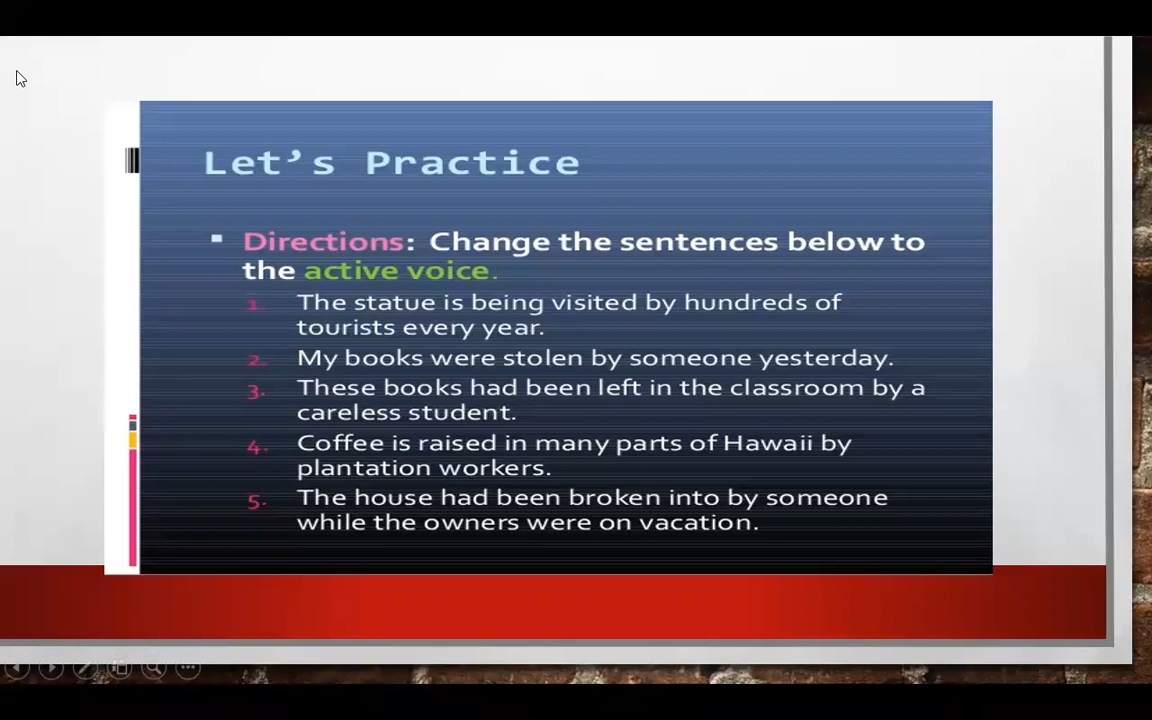 Let's Practice
Directions: Change the sentences below to
the active voice.
1. The statue is being visited by hundreds of
tourists every year.
2. My books were stolen by someone yesterday.
3. These books had been left in the classroom by a
careless student.
4. Coffee is raised in many parts of Hawaii by
plantation workers.
5. The house had been broken into by someone
while the owners were on vacation.